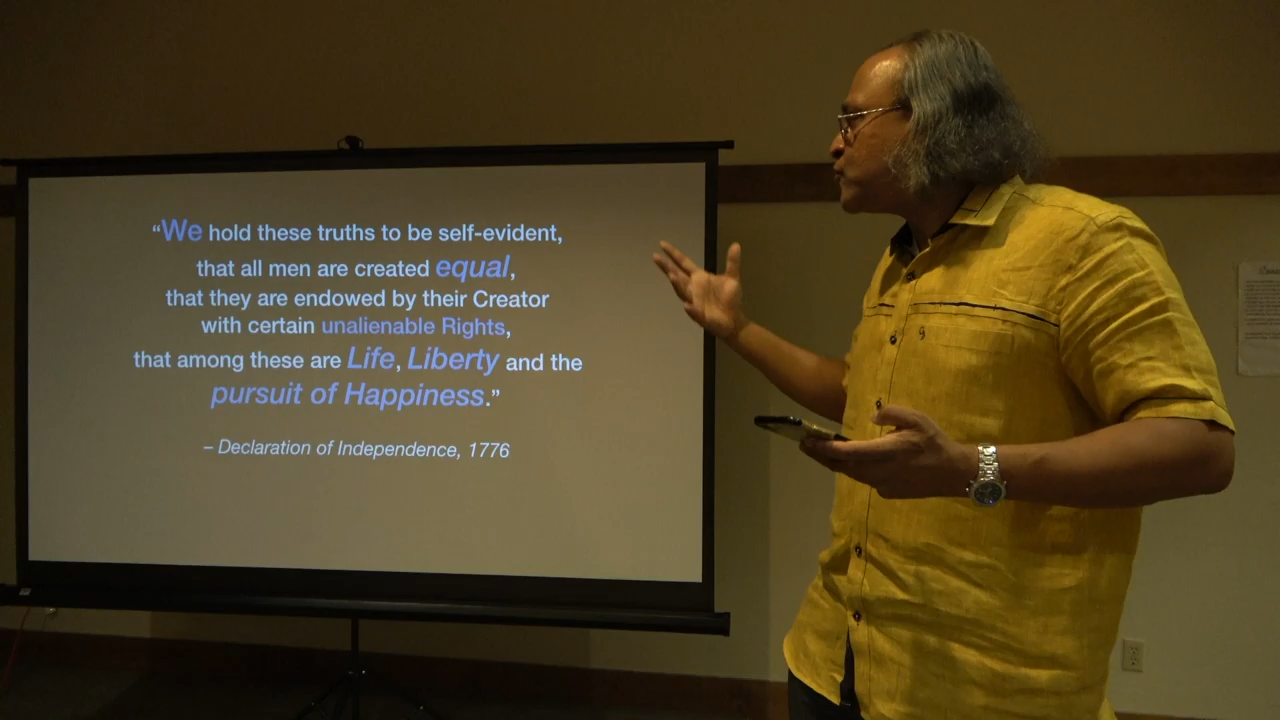 “We hold these truths to be self-evident,
that all men are created equal,
that they are endowed by their Creator
with certain unalienable Rights,
that among these are Life, Liberty and the
pursuit of Happiness.”
– Declaration of Independence, 1776